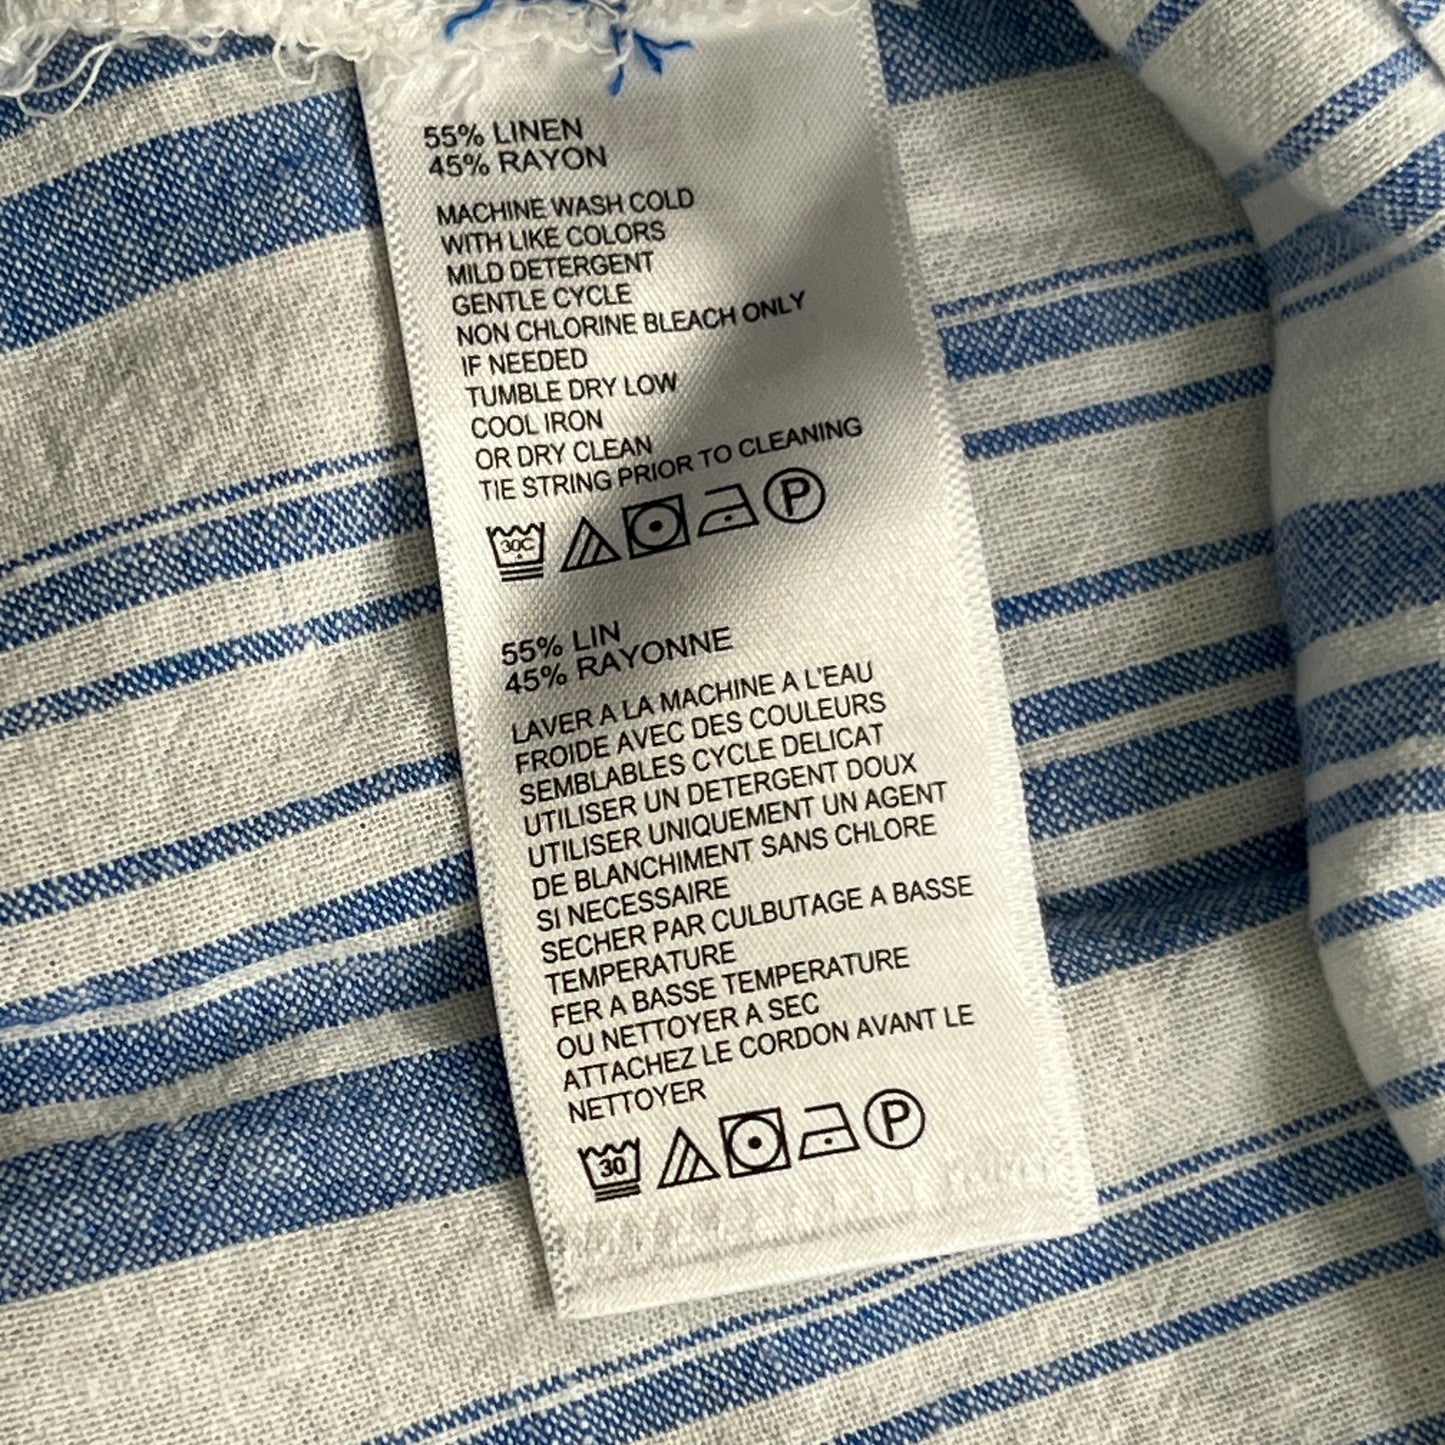 55% LINEN
45% RAYON
MACHINE WASH COLD
WITH LIKE COLORS
MILD DETERGENT
GENTLE CYCLE
NON CHLORINE BLEACH ONLY
IF NEEDED
TUMBLE DRY LOW
COOL IRON
OR DRY CLEAN
TIE STRING PRIOR TO CLEANING
30C P
55% LIN
45% RAYONNE
LAVER A LA MACHINE A L'EAU
FROIDE AVEC DES COULEURS
SEMBLABLES CYCLE DELICAT
UTILISER UN DETERGENT DOUX
UTILISER UNIQUEMENT UN AGENT
DE BLANCHIMENT SANS CHLORE
SI NECESSAIRE
SECHER PAR CULBUTAGE A BASSE
TEMPERATURE
FER A BASSE TEMPERATURE
OU NETTOYER A SEC
ATTACHEZ LE CORDON AVANT LE
NETTOYER
30 P